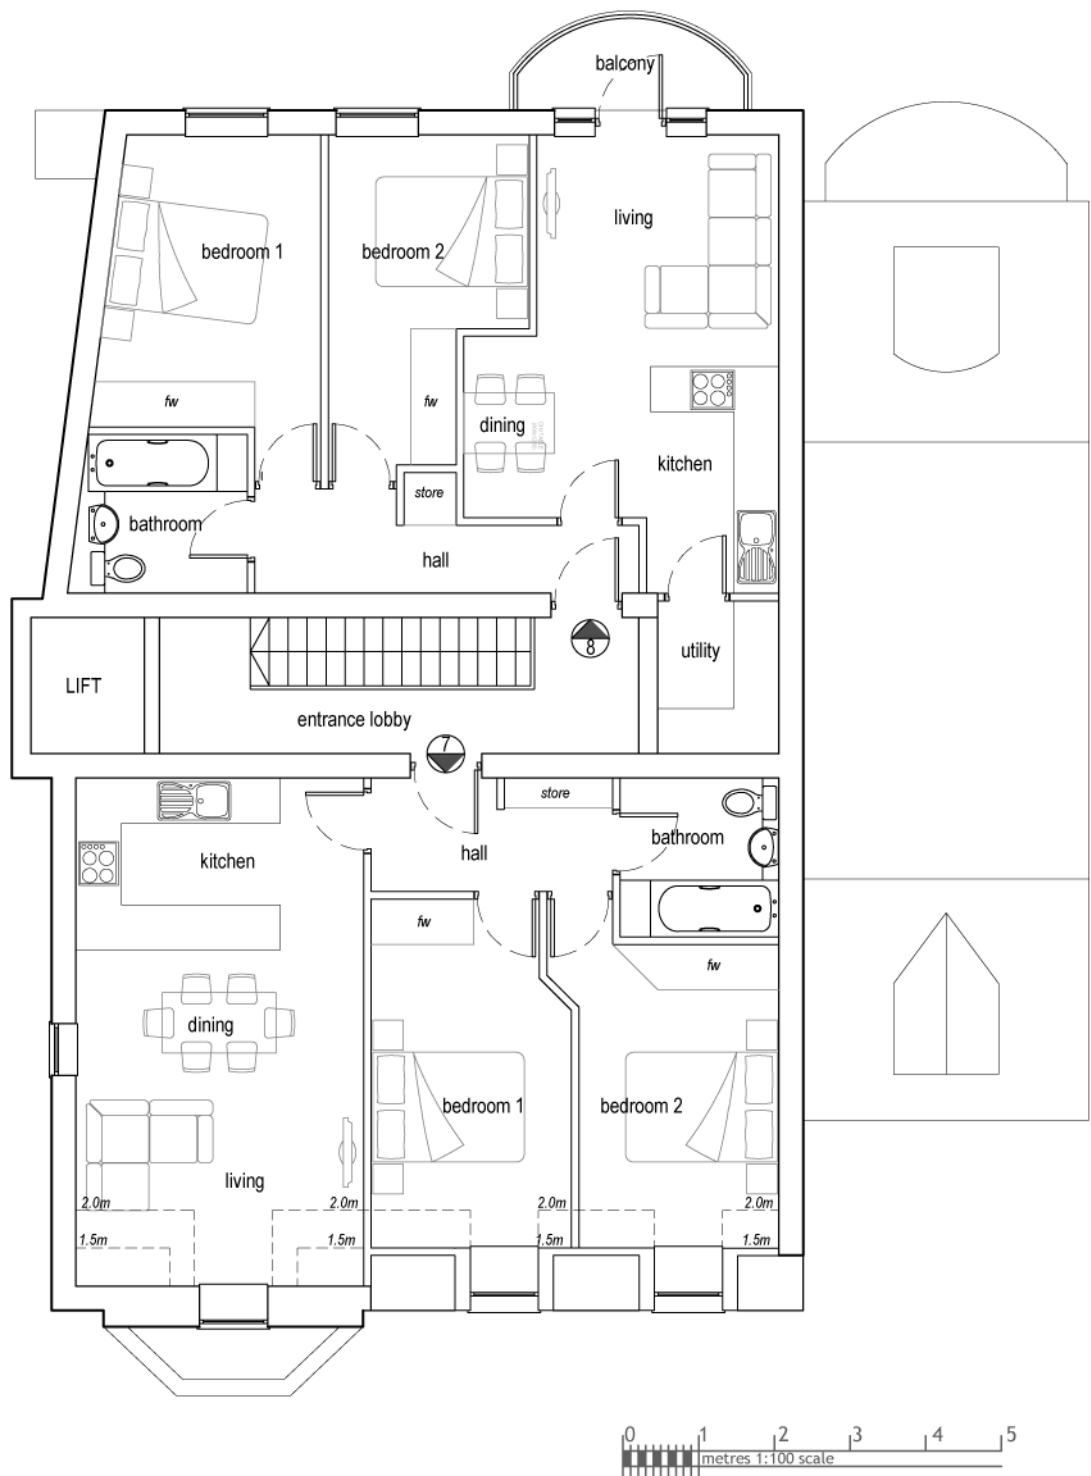 balcony
living
bedroom 1
bedroom 2
fw
fw
dining
kitchen
store
bathroom
hall
8
utility
LIFT
entrance lobby
7
store
bathroom
hall
kitchen
fw
fw
dining
bedroom 1
bedroom 2
living
2.0m
2.0m
2.0m
2.0m
1.5m
1.5m
1.5m
1.5m
0 1 2 3 4 5
metres 1:100 scale